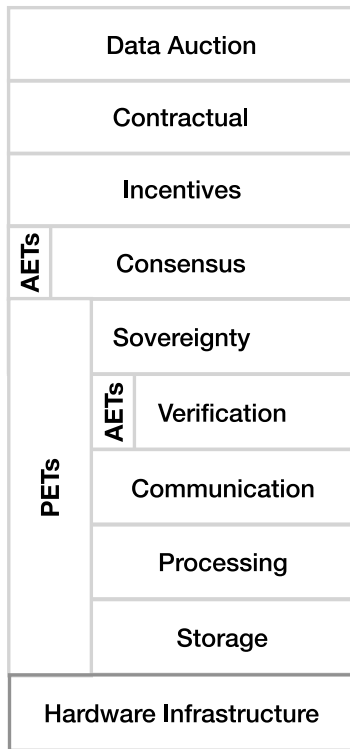 Data Auction
Contractual
Incentives
AETs
Consensus
PETs
Sovereignty
AETs
Verification
Communication
Processing
Storage
Hardware Infrastructure